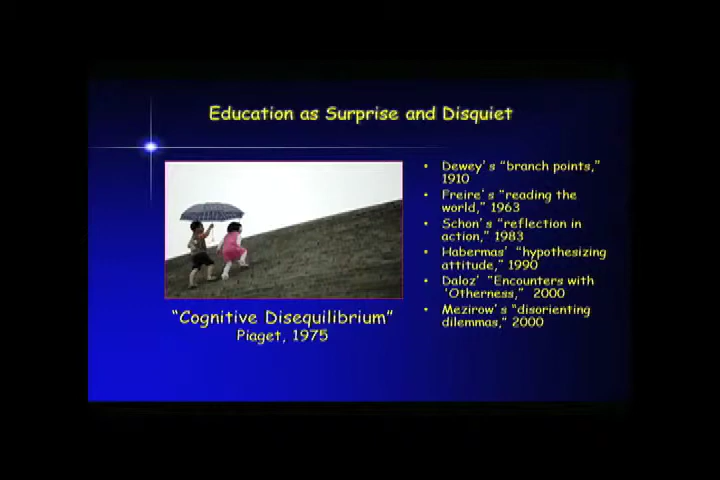 Education as Surprise and Disquiet
“Cognitive Disequilibrium”
Piaget, 1975
• Dewey's “branch points,”
1910
• Freire's “reading the
world,” 1963
• Schon's “reflection in
action,” 1983
• Habermas' “hypothesizing
attitude,” 1990
• Daloz' “Encounters with
'Otherness,” 2000
• Mezirow's “disorienting
dilemmas,” 2000